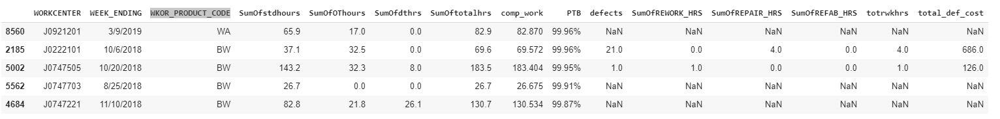 WORKCENTER WEEK_ENDING WKOR_PRODUCT_CODE SumOfstdhours SumOfOThours SumOfdthrs SumOftotalhrs comp_work PTB defects SumOfREWORK_HRS SumOfREPAIR_HRS SumOfREFAB_HRS totrwkhrs total_def_cost
8560 J0921201 3/9/2019 WA 65.9 17.0 0.0 82.9 82.870 99.96% NaN NaN NaN NaN NaN NaN
2185 J0222101 10/6/2018 BW 37.1 32.5 0.0 69.6 69.572 99.96% 21.0 0.0 4.0 0.0 4.0 686.0
5002 J0747505 10/20/2018 BW 143.2 32.3 8.0 183.5 183.404 99.95% 1.0 1.0 0.0 0.0 1.0 126.0
5562 J0747703 8/25/2018 BW 26.7 0.0 0.0 26.7 26.675 99.91% NaN NaN NaN NaN NaN NaN
4684 J0747221 11/10/2018 BW 82.8 21.8 26.1 130.7 130.534 99.87% NaN NaN NaN NaN NaN NaN